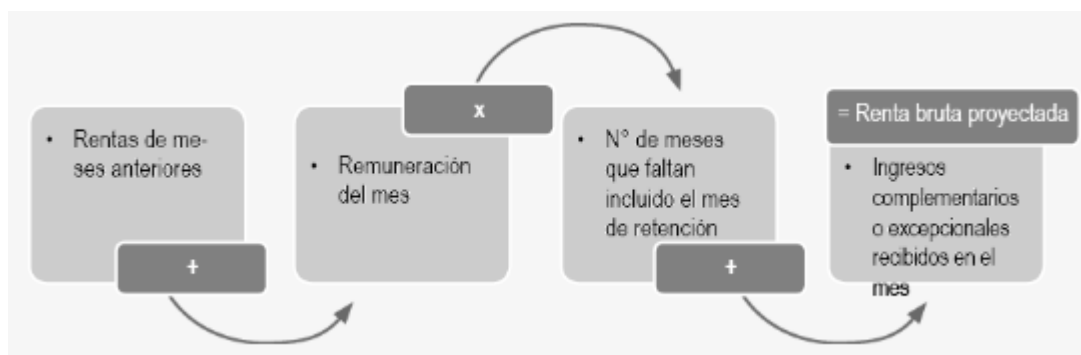 • Rentas de me-
ses anteriores
+
x
• Remuneración
del mes
• N° de meses
que faltan
incluido el mes
de retención
+
= Renta bruta proyectada
• Ingresos
complementarios
o excepcionales
recibidos en el
mes